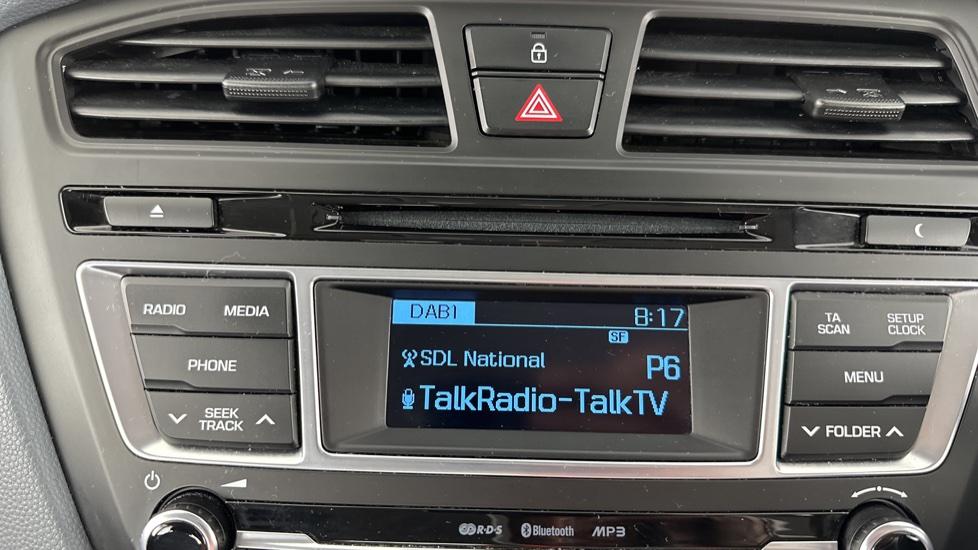 RADIO MEDIA
PHONE
SEEK
TRACK
DAB1 8:17
SF
SDL National P6
TalkRadio-TalkTV
TA
SCAN
SETUP
CLOCK
MENU
FOLDER
R·D·S Bluetooth MP3